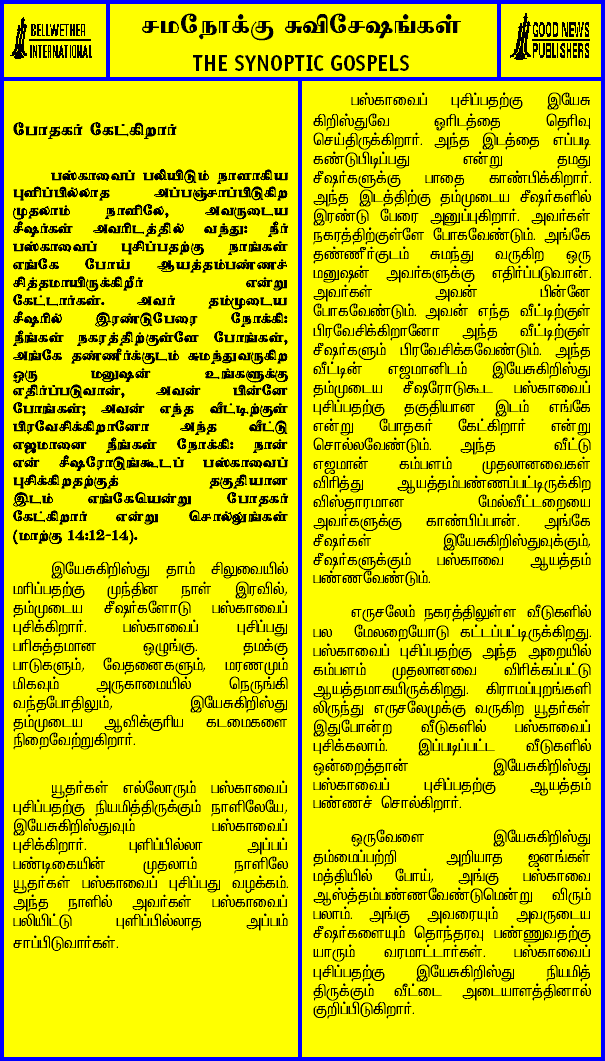 BELLWETHER
INTERNATIONAL
சமநோக்கு சுவிசேஷங்கள்
THE SYNOPTIC GOSPELS
GOOD NEWS
PUBLISHERS
போதகர் கேட்கிறார்
பஸ்காவைப் பலியிடும் நாளாகிய
புளிப்பில்லாத அப்பஞ்சாப்பிடுகிற
முதலாம் நாளிலே, அவருடைய
சீஷர்கள் அவரிடத்தில் வந்து: நீர்
பஸ்காவைப் புசிப்பதற்கு நாங்கள்
எங்கே போய் ஆயத்தம்பண்ணச்
சித்தமாயிருக்கிறீர் என்று
கேட்டார்கள். அவர் தம்முடைய
சீஷரில் இரண்டுபேரை நோக்கி:
நீங்கள் நகரத்திற்குள்ளே போங்கள்,
அங்கே தண்ணீர்க்குடம் சுமந்துவருகிற
ஒரு மனுஷன் உங்களுக்கு
எதிர்ப்படுவான், அவன் பின்னே
போங்கள்; அவன் எந்த வீட்டிற்குள்
பிரவேசிக்கிறானோ அந்த வீட்டு
எஜமானை நீங்கள் நோக்கி: நான்
என் சீஷரோடுங்கூடப் பஸ்காவைப்
புசிக்கிறதற்குத் தகுதியான
இடம் எங்கேயென்று போதகர்
கேட்கிறார் என்று சொல்லுங்கள்
(மாற்கு 14:12-14).
இயேசுகிறிஸ்து தாம் சிலுவையில்
மரிப்பதற்கு முந்தின நாள் இரவில்,
தம்முடைய சீஷர்களோடு பஸ்காவைப்
புசிக்கிறார். பஸ்காவைப் புசிப்பது
பரிசுத்தமான ஒழுங்கு. தமக்கு
பாடுகளும், வேதனைகளும், மரணமும்
மிகவும் அருகாமையில் நெருங்கி
வந்தபோதிலும், இயேசுகிறிஸ்து
தம்முடைய ஆவிக்குரிய கடமைகளை
நிறைவேற்றுகிறார்.
யூதர்கள் எல்லோரும் பஸ்காவைப்
புசிப்பதற்கு நியமித்திருக்கும் நாளிலேயே,
இயேசுகிறிஸ்துவும் பஸ்காவைப்
புசிக்கிறார். புளிப்பில்லா அப்பப்
பண்டிகையின் முதலாம் நாளிலே
யூதர்கள் பஸ்காவைப் புசிப்பது வழக்கம்.
அந்த நாளில் அவர்கள் பஸ்காவைப்
பலியிட்டு புளிப்பில்லாத அப்பம்
சாப்பிடுவார்கள்.
பஸ்காவைப் புசிப்பதற்கு இயேசு
கிறிஸ்துவே ஓரிடத்தை தெரிவு
செய்திருக்கிறார். அந்த இடத்தை எப்படி
கண்டுபிடிப்பது என்று தமது
சீஷர்களுக்கு பாதை காண்பிக்கிறார்.
அந்த இடத்திற்கு தம்முடைய சீஷர்களில்
இரண்டு பேரை அனுப்புகிறார். அவர்கள்
நகரத்திற்குள்ளே போகவேண்டும். அங்கே
தண்ணீர்குடம் சுமந்து வருகிற ஒரு
மனுஷன் அவர்களுக்கு எதிர்ப்படுவான்.
அவர்கள் அவன் பின்னே
போகவேண்டும். அவன் எந்த வீட்டிற்குள்
பிரவேசிக்கிறானோ அந்த வீட்டிற்குள்
சீஷர்களும் பிரவேசிக்கவேண்டும். அந்த
வீட்டின் எஜமானிடம் இயேசுகிறிஸ்து
தம்முடைய சீஷரோடுகூட பஸ்காவைப்
புசிப்பதற்கு தகுதியான இடம் எங்கே
என்று போதகர் கேட்கிறார் என்று
சொல்லவேண்டும். அந்த வீட்டு
எஜமான் கம்பளம் முதலானவைகள்
விரித்து ஆயத்தம்பண்ணப்பட்டிருக்கிற
விஸ்தாரமான மேல்வீட்டறையை
அவர்களுக்கு காண்பிப்பான். அங்கே
சீஷர்கள் இயேசுகிறிஸ்துவுக்கும்,
சீஷர்களுக்கும் பஸ்காவை ஆயத்தம்
பண்ணவேண்டும்.
எருசலேம் நகரத்திலுள்ள வீடுகளில்
பல மேலறையோடு கட்டப்பட்டிருக்கிறது.
பஸ்காவைப் புசிப்பதற்கு அந்த அறையில்
கம்பளம் முதலானவை விரிக்கப்பட்டு
ஆயத்தமாகயிருக்கிறது. கிராமப்புறங்களி
லிருந்து எருசலேமுக்கு வருகிற யூதர்கள்
இதுபோன்ற வீடுகளில் பஸ்காவைப்
புசிக்கலாம். இப்படிப்பட்ட வீடுகளில்
ஒன்றைத்தான் இயேசுகிறிஸ்து
பஸ்காவைப் புசிப்பதற்கு ஆயத்தம்
பண்ணச் சொல்கிறார்.
ஒருவேளை இயேசுகிறிஸ்து
தம்மைப்பற்றி அறியாத ஜனங்கள்
மத்தியில் போய், அங்கு பஸ்காவை
ஆஸ்த்தம்பண்ணவேண்டுமென்று விரும்
பலாம். அங்கு அவரையும் அவருடைய
சீஷர்களையும் தொந்தரவு பண்ணுவதற்கு
யாரும் வரமாட்டார்கள். பஸ்காவைப்
புசிப்பதற்கு இயேசுகிறிஸ்து நியமித்
திருக்கும் வீட்டை அடையாளத்தினால்
குறிப்பிடுகிறார்.